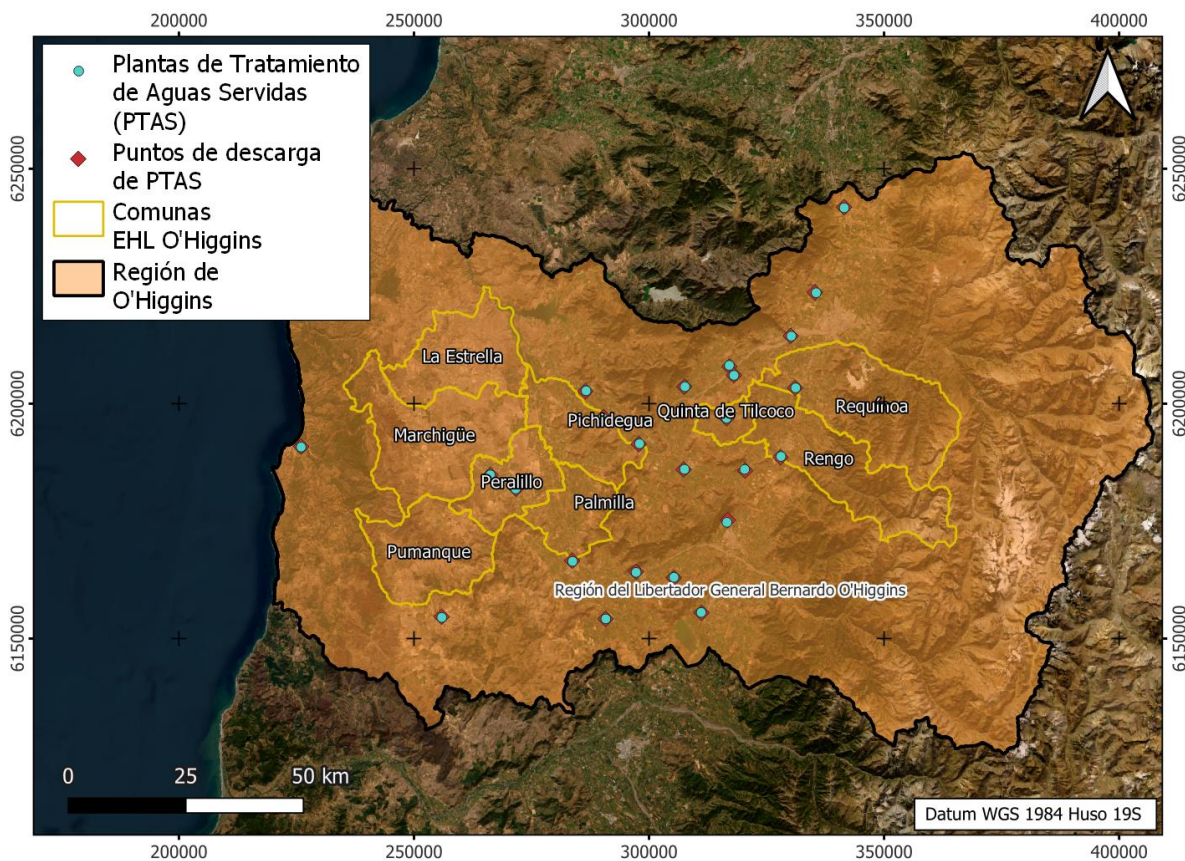 200000 250000 300000 350000 400000
Plantas de Tratamiento
de Aguas Servidas
(PTAS)
Puntos de descarga
de PTAS
Comunas
EHL O'Higgins
Región de
O'Higgins
6250000
6250000
La Estrella
6200000
6200000
Pichidegua
Quinta de Tilcoco
Requínoa
Marchigüe
Rengo
Peralillo
Palmilla
Pumanque
Región del Libertador General Bernardo O'Higgins
6150000
6150000
0 25 50 km
Datum WGS 1984 Huso 19S
200000 250000 300000 350000 400000